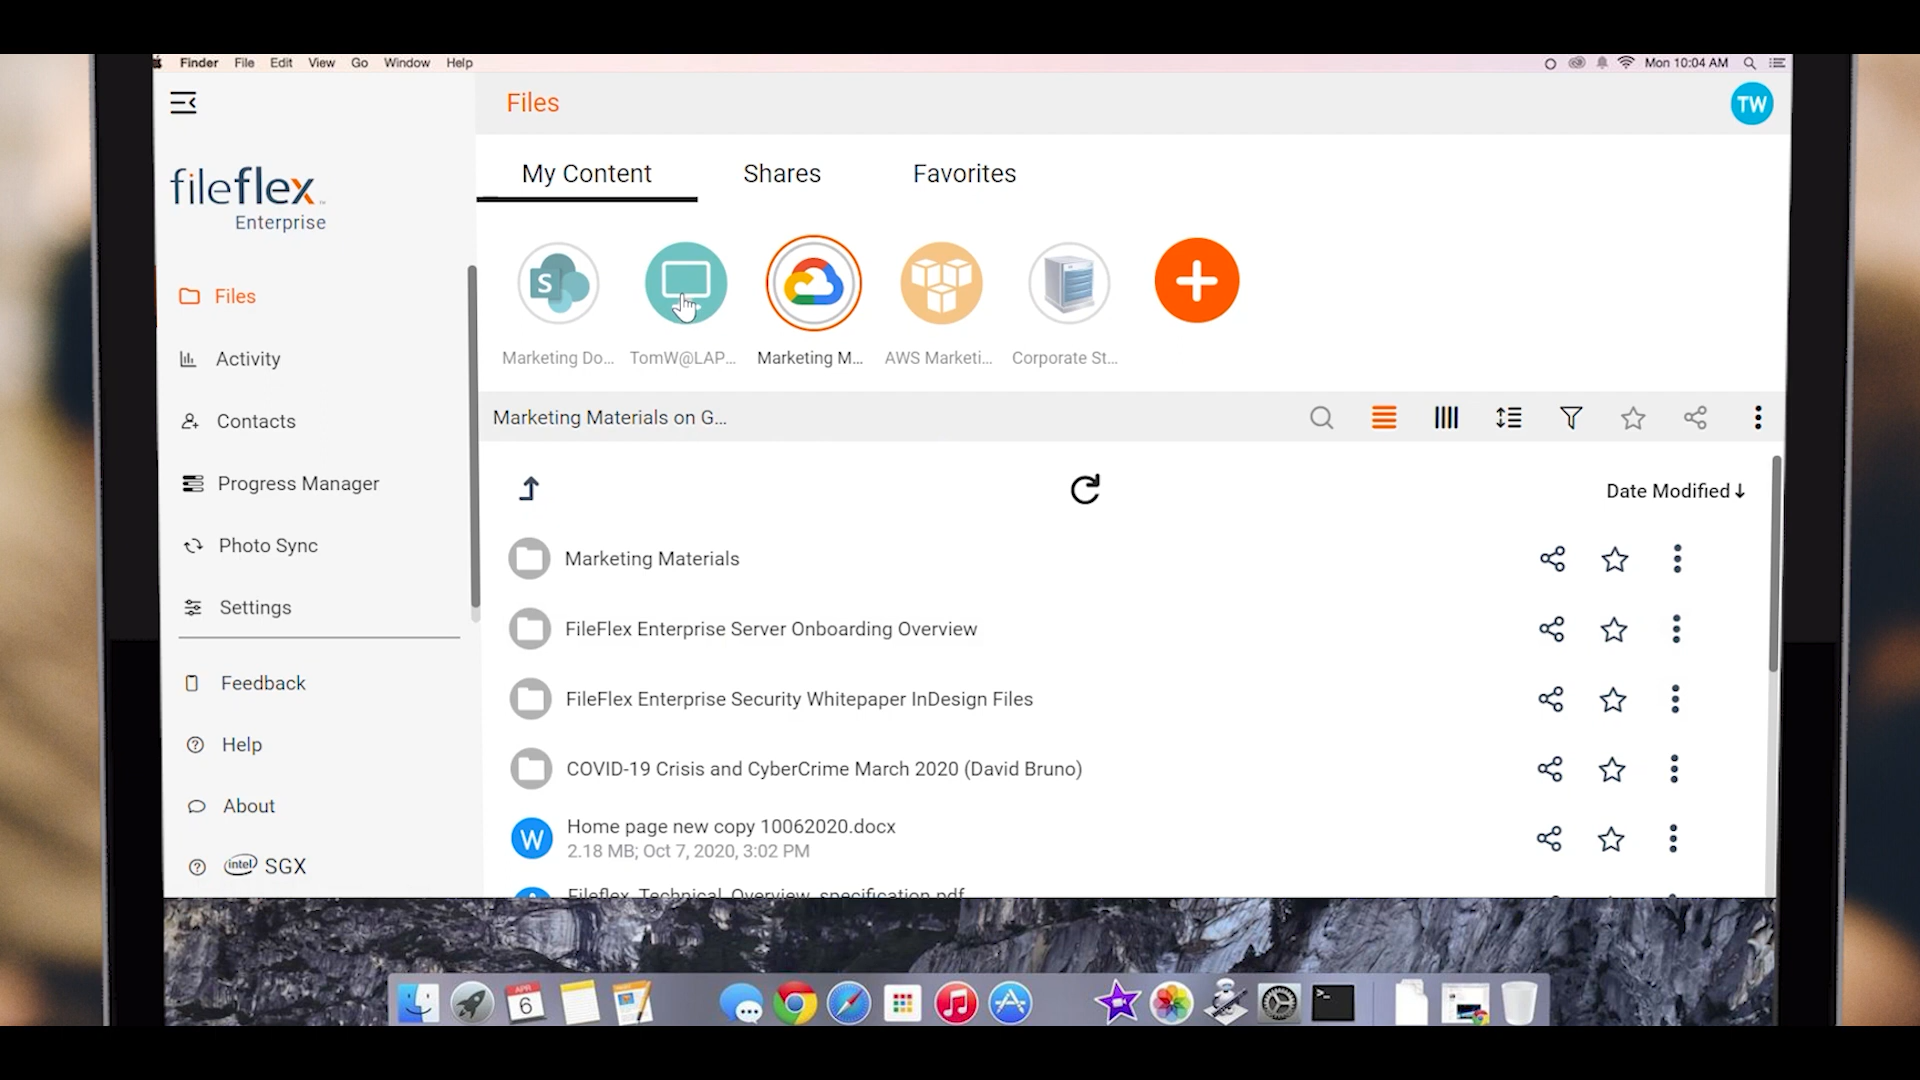 Finder File Edit View Go Window Help
Mon 10:04 AM
Files
TW
fileflex
Enterprise
My Content Shares Favorites
S
Marketing Do... TomW@LAP... Marketing M... AWS Marketi... Corporate St...
Files
Activity
Contacts
Progress Manager
Photo Sync
Settings
Feedback
Help
About
intel SGX
Marketing Materials on G...
Date Modified
Marketing Materials
FileFlex Enterprise Server Onboarding Overview
FileFlex Enterprise Security Whitepaper InDesign Files
COVID-19 Crisis and CyberCrime March 2020 (David Bruno)
W
Home page new copy 10062020.docx
2.18 MB; Oct 7, 2020, 3:02 PM
Fileflex_Technical_Overview_specification.pdf
APR
6